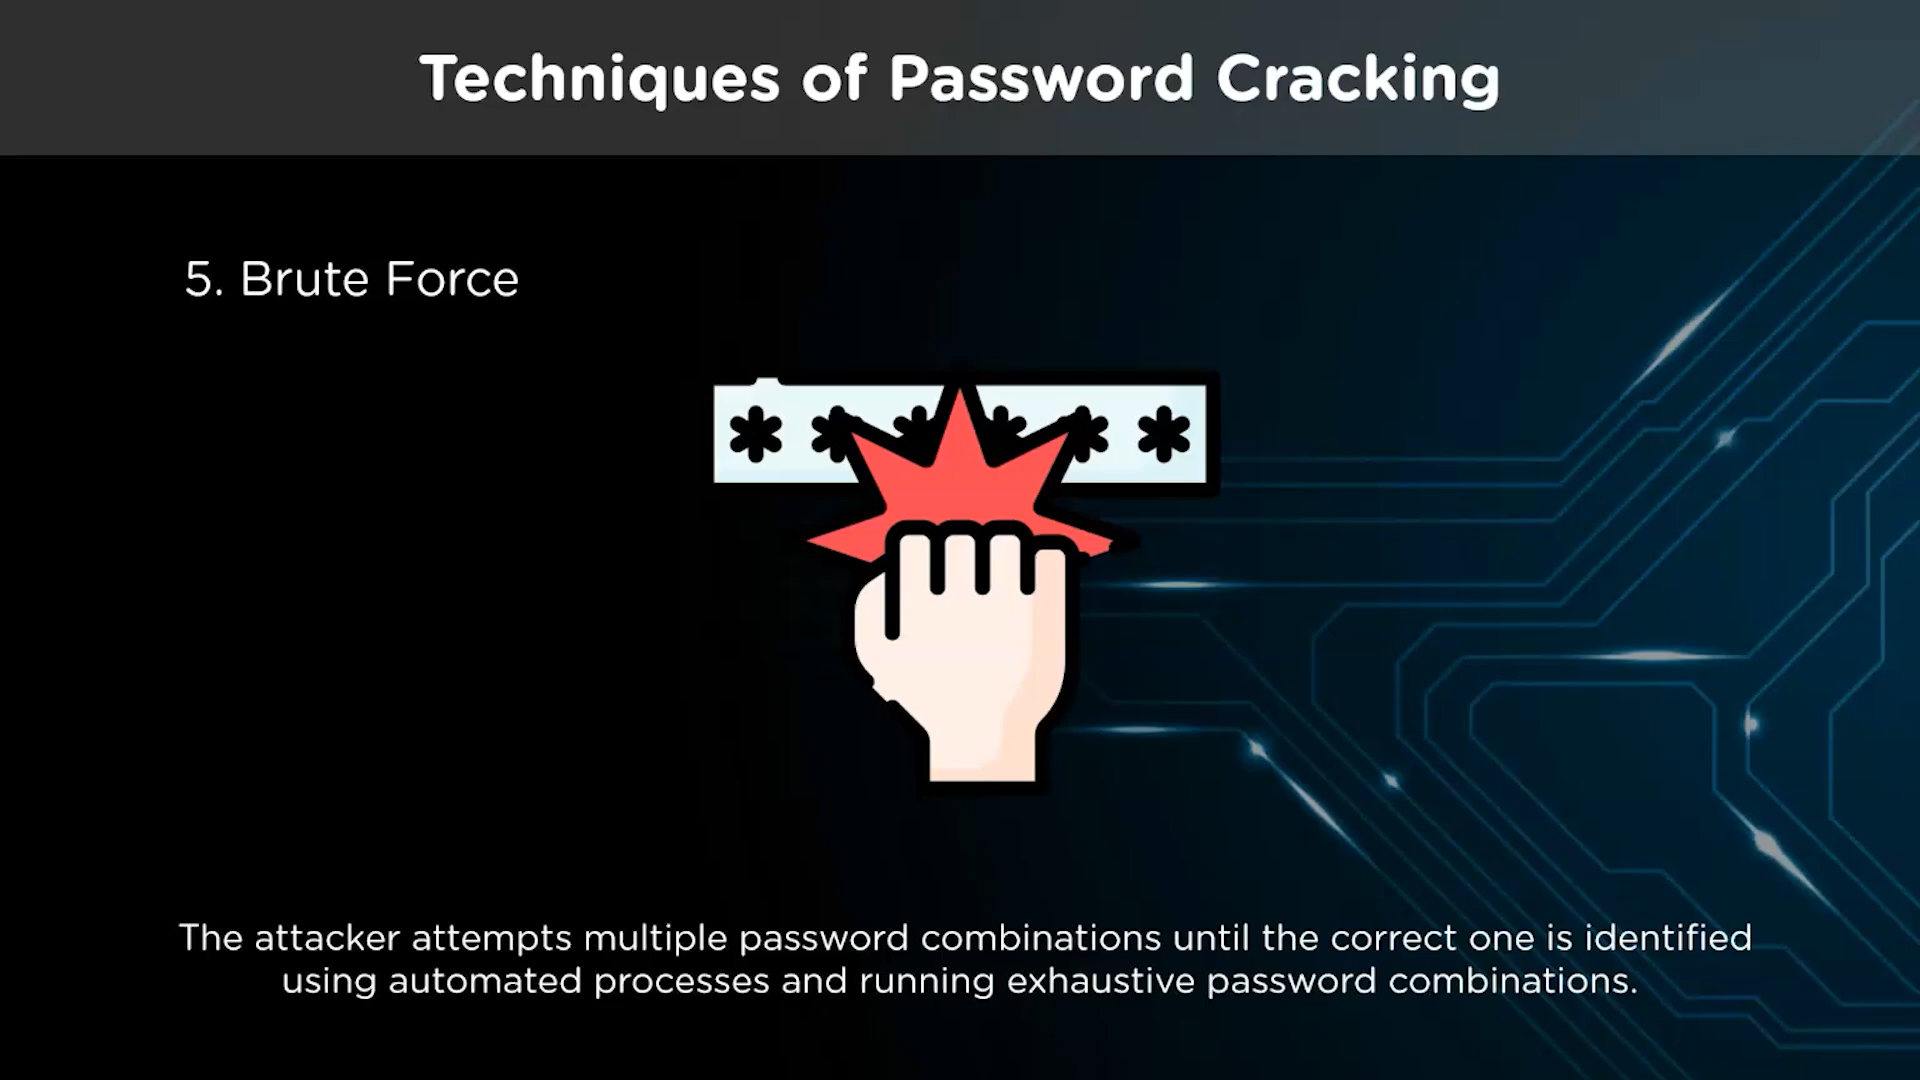 Techniques of Password Cracking
5. Brute Force
* * * * * *
The attacker attempts multiple password combinations until the correct one is identified
using automated processes and running exhaustive password combinations.